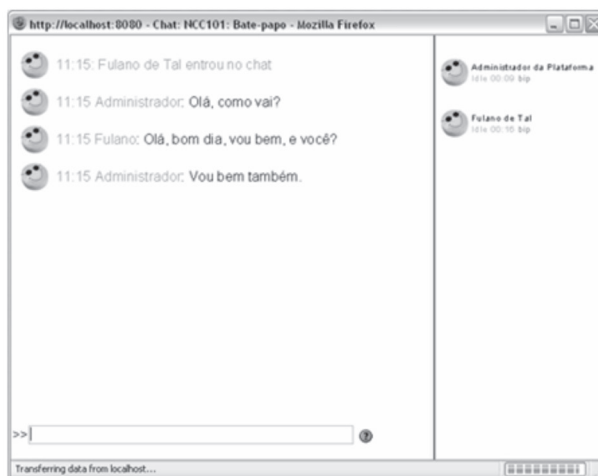 http://localhost:8080 - Chat: NCC101: Bate-papo - Mozilla Firefox
11:15: Fulano de Tal entrou no chat
11:15 Administrador: Olá, como vai?
11:15 Fulano: Olá, bom dia, vou bem, e você?
11:15 Administrador: Vou bem também.
Administrador da Plataforma
Idle 00:09 bip
Fulano de Tal
Idle 00:15 bip
>>
?
Transferring data from localhost...